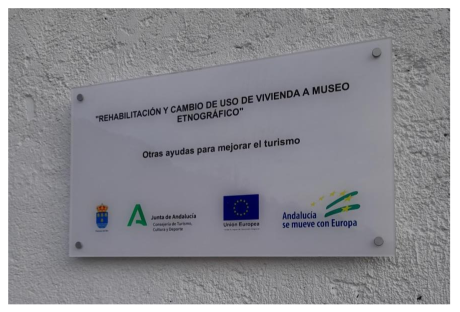 "REHABILITACIÓN Y CAMBIO DE USO DE VIVIENDA A MUSEO
ETNOGRÁFICO"
Otras ayudas para mejorar el turismo
Junta de Andalucía
Consejería de Turismo,
Cultura y Deporte
Unión Europea
Andalucía
se mueve con Europa